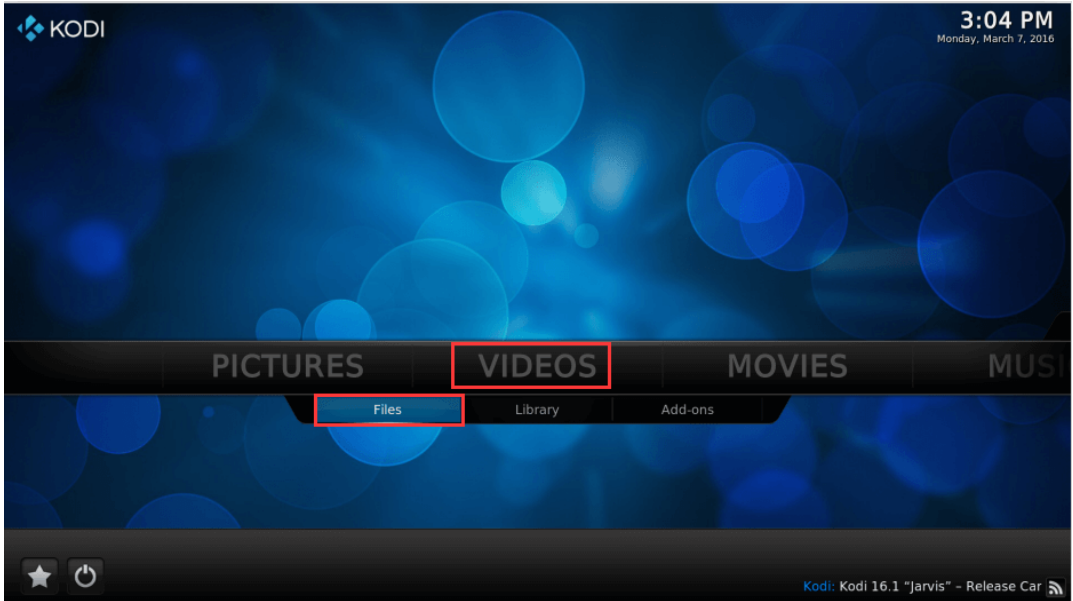 KODI
3:04 PM
Monday, March 7, 2016
PICTURES VIDEOS MOVIES MUSI
Files Library Add-ons
Kodi: Kodi 16.1 “Jarvis” – Release Car